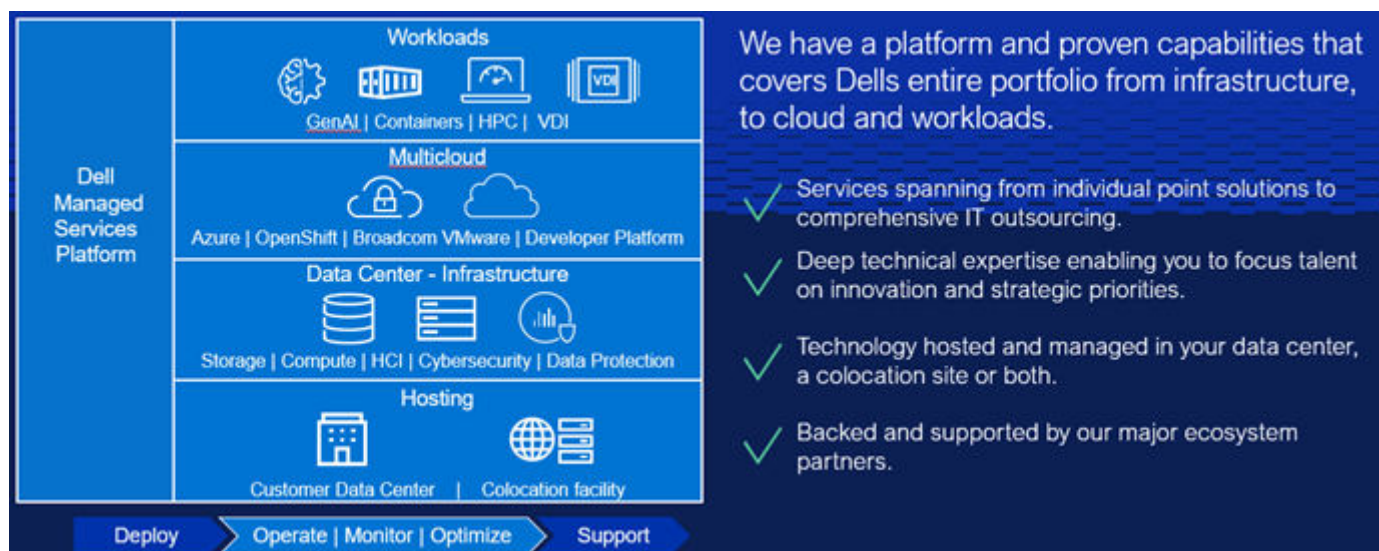 Dell
Managed
Services
Platform
Workloads
VDI
GenAI | Containers | HPC | VDI
Multicloud
Azure | OpenShift | Broadcom VMware | Developer Platform
Data Center - Infrastructure
Storage | Compute | HCI | Cybersecurity | Data Protection
Hosting
Customer Data Center | Colocation facility
Deploy
Operate | Monitor | Optimize
Support
We have a platform and proven capabilities that
covers Dells entire portfolio from infrastructure,
to cloud and workloads.
Services spanning from individual point solutions to
comprehensive IT outsourcing.
Deep technical expertise enabling you to focus talent
on innovation and strategic priorities.
Technology hosted and managed in your data center,
a colocation site or both.
Backed and supported by our major ecosystem
partners.